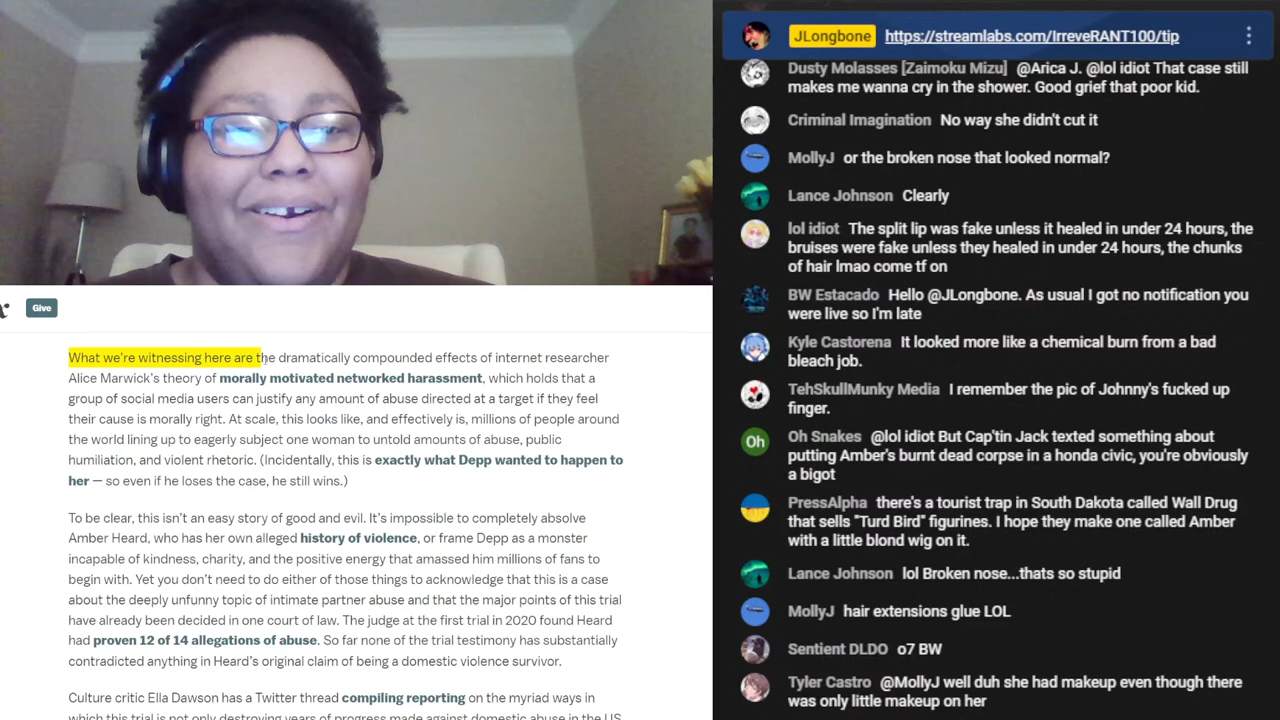 JLongbone https://streamlabs.com/IrreveRANT100/tip
Dusty Molasses [Zaimoku Mizu] @Arica J. @lol idiot That case still
makes me wanna cry in the shower. Good grief that poor kid.
Criminal Imagination No way she didn't cut it
MollyJ or the broken nose that looked normal?
Lance Johnson Clearly
lol idiot The split lip was fake unless it healed in under 24 hours, the
bruises were fake unless they healed in under 24 hours, the chunks
of hair lmao come tf on
BW Estacado Hello @JLongbone. As usual I got no notification you
were live so I'm late
Kyle Castorena It looked more like a chemical burn from a bad
bleach job.
TehSkullMunky Media I remember the pic of Johnny's fucked up
finger.
Oh
Oh Snakes @lol idiot But Cap'tin Jack texted something about
putting Amber's burnt dead corpse in a honda civic, you're obviously
a bigot
PressAlpha there's a tourist trap in South Dakota called Wall Drug
that sells "Turd Bird" figurines. I hope they make one called Amber
with a little blond wig on it.
Lance Johnson lol Broken nose...thats so stupid
MollyJ hair extensions glue LOL
Sentient DLDO o7 BW
Tyler Castro @MollyJ well duh she had makeup even though there
was only little makeup on her
Give
What we're witnessing here are the dramatically compounded effects of internet researcher
Alice Marwick's theory of morally motivated networked harassment, which holds that a
group of social media users can justify any amount of abuse directed at a target if they feel
their cause is morally right. At scale, this looks like, and effectively is, millions of people around
the world lining up to eagerly subject one woman to untold amounts of abuse, public
humiliation, and violent rhetoric. (Incidentally, this is exactly what Depp wanted to happen to
her — so even if he loses the case, he still wins.)
To be clear, this isn't an easy story of good and evil. It's impossible to completely absolve
Amber Heard, who has her own alleged history of violence, or frame Depp as a monster
incapable of kindness, charity, and the positive energy that amassed him millions of fans to
begin with. Yet you don't need to do either of those things to acknowledge that this is a case
about the deeply unfunny topic of intimate partner abuse and that the major points of this trial
have already been decided in one court of law. The judge at the first trial in 2020 found Heard
had proven 12 of 14 allegations of abuse. So far none of the trial testimony has substantially
contradicted anything in Heard's original claim of being a domestic violence survivor.
Culture critic Ella Dawson has a Twitter thread compiling reporting on the myriad ways in
which this trial is not only destroying years of progress made against domestic abuse in the US